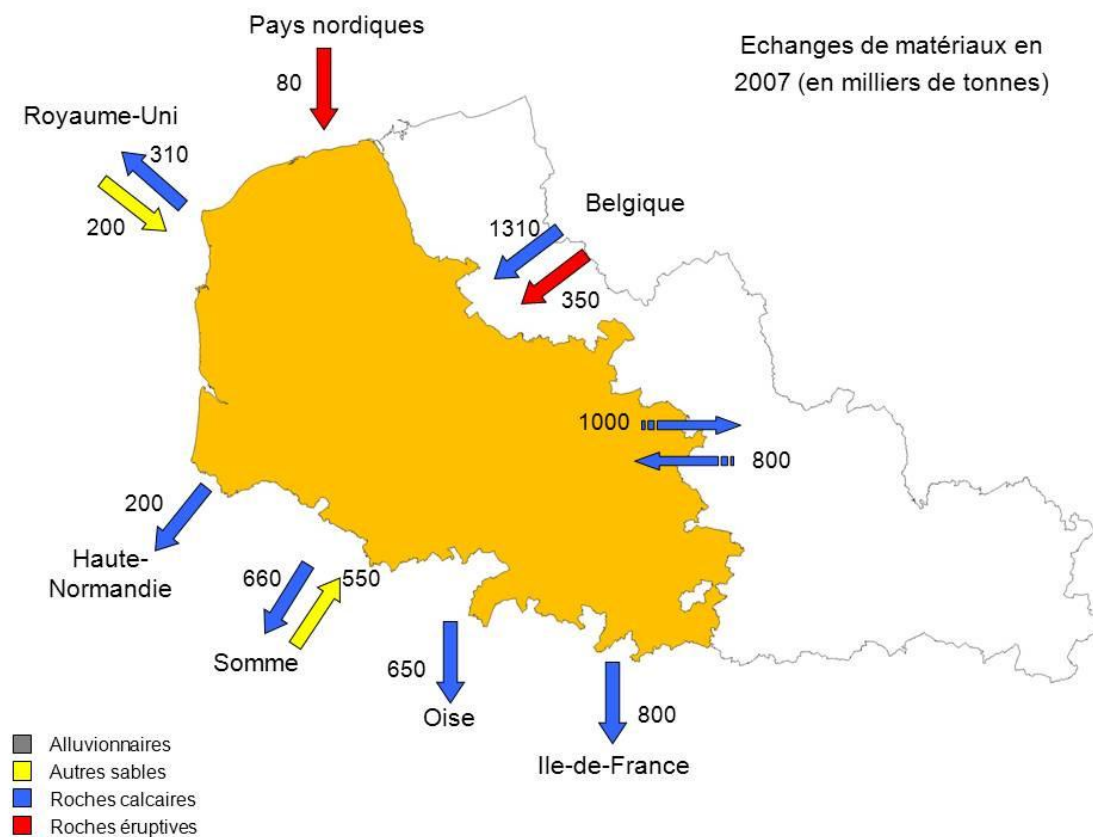 Pays nordiques
80
Echanges de matériaux en
2007 (en milliers de tonnes)
Royaume-Uni
310
200
Belgique
1310
350
1000
800
200
Haute-
Normandie
660
550
Somme
650
Oise
800
Ile-de-France
Alluvionnaires
Autres sables
Roches calcaires
Roches éruptives